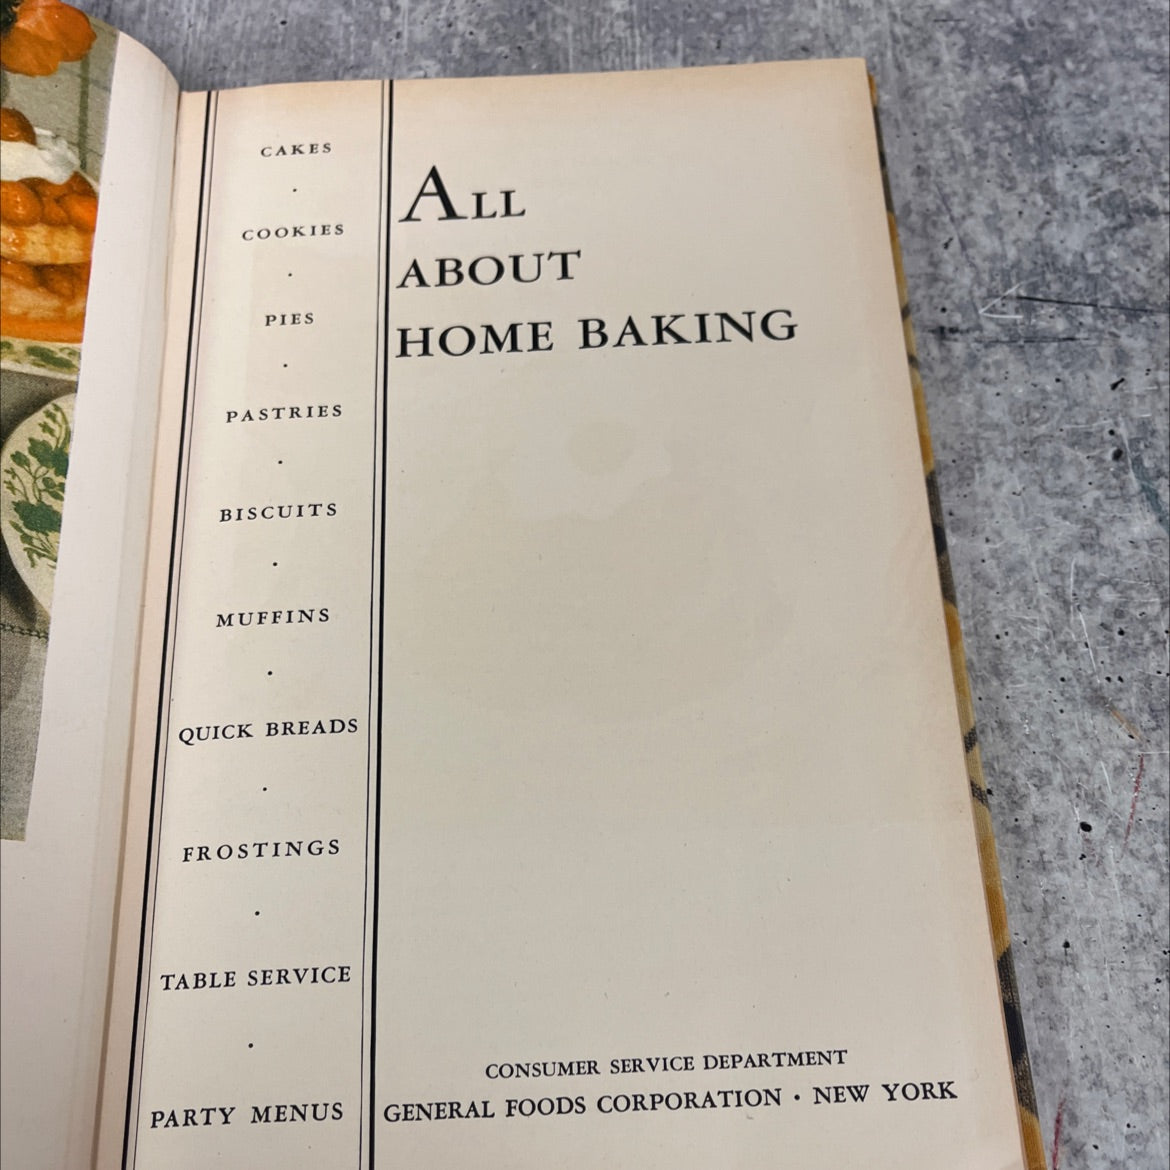 CAKES
·
COOKIES
·
PIES
·
PASTRIES
·
BISCUITS
·
MUFFINS
·
QUICK BREADS
·
FROSTINGS
·
TABLE SERVICE
·
PARTY MENUS
ALL
ABOUT
HOME BAKING
CONSUMER SERVICE DEPARTMENT
GENERAL FOODS CORPORATION · NEW YORK